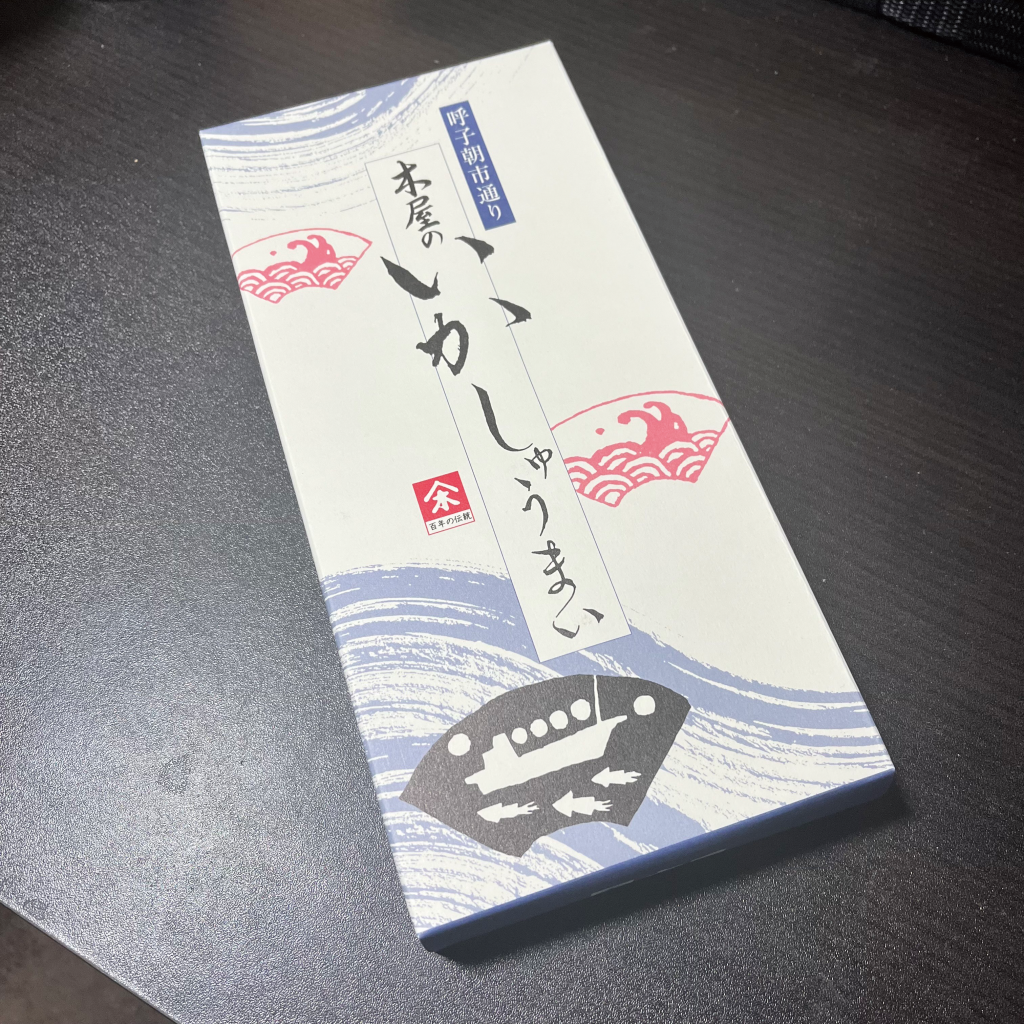 呼子朝市通り
木屋の
いかしゅうまい
木
百年の伝統